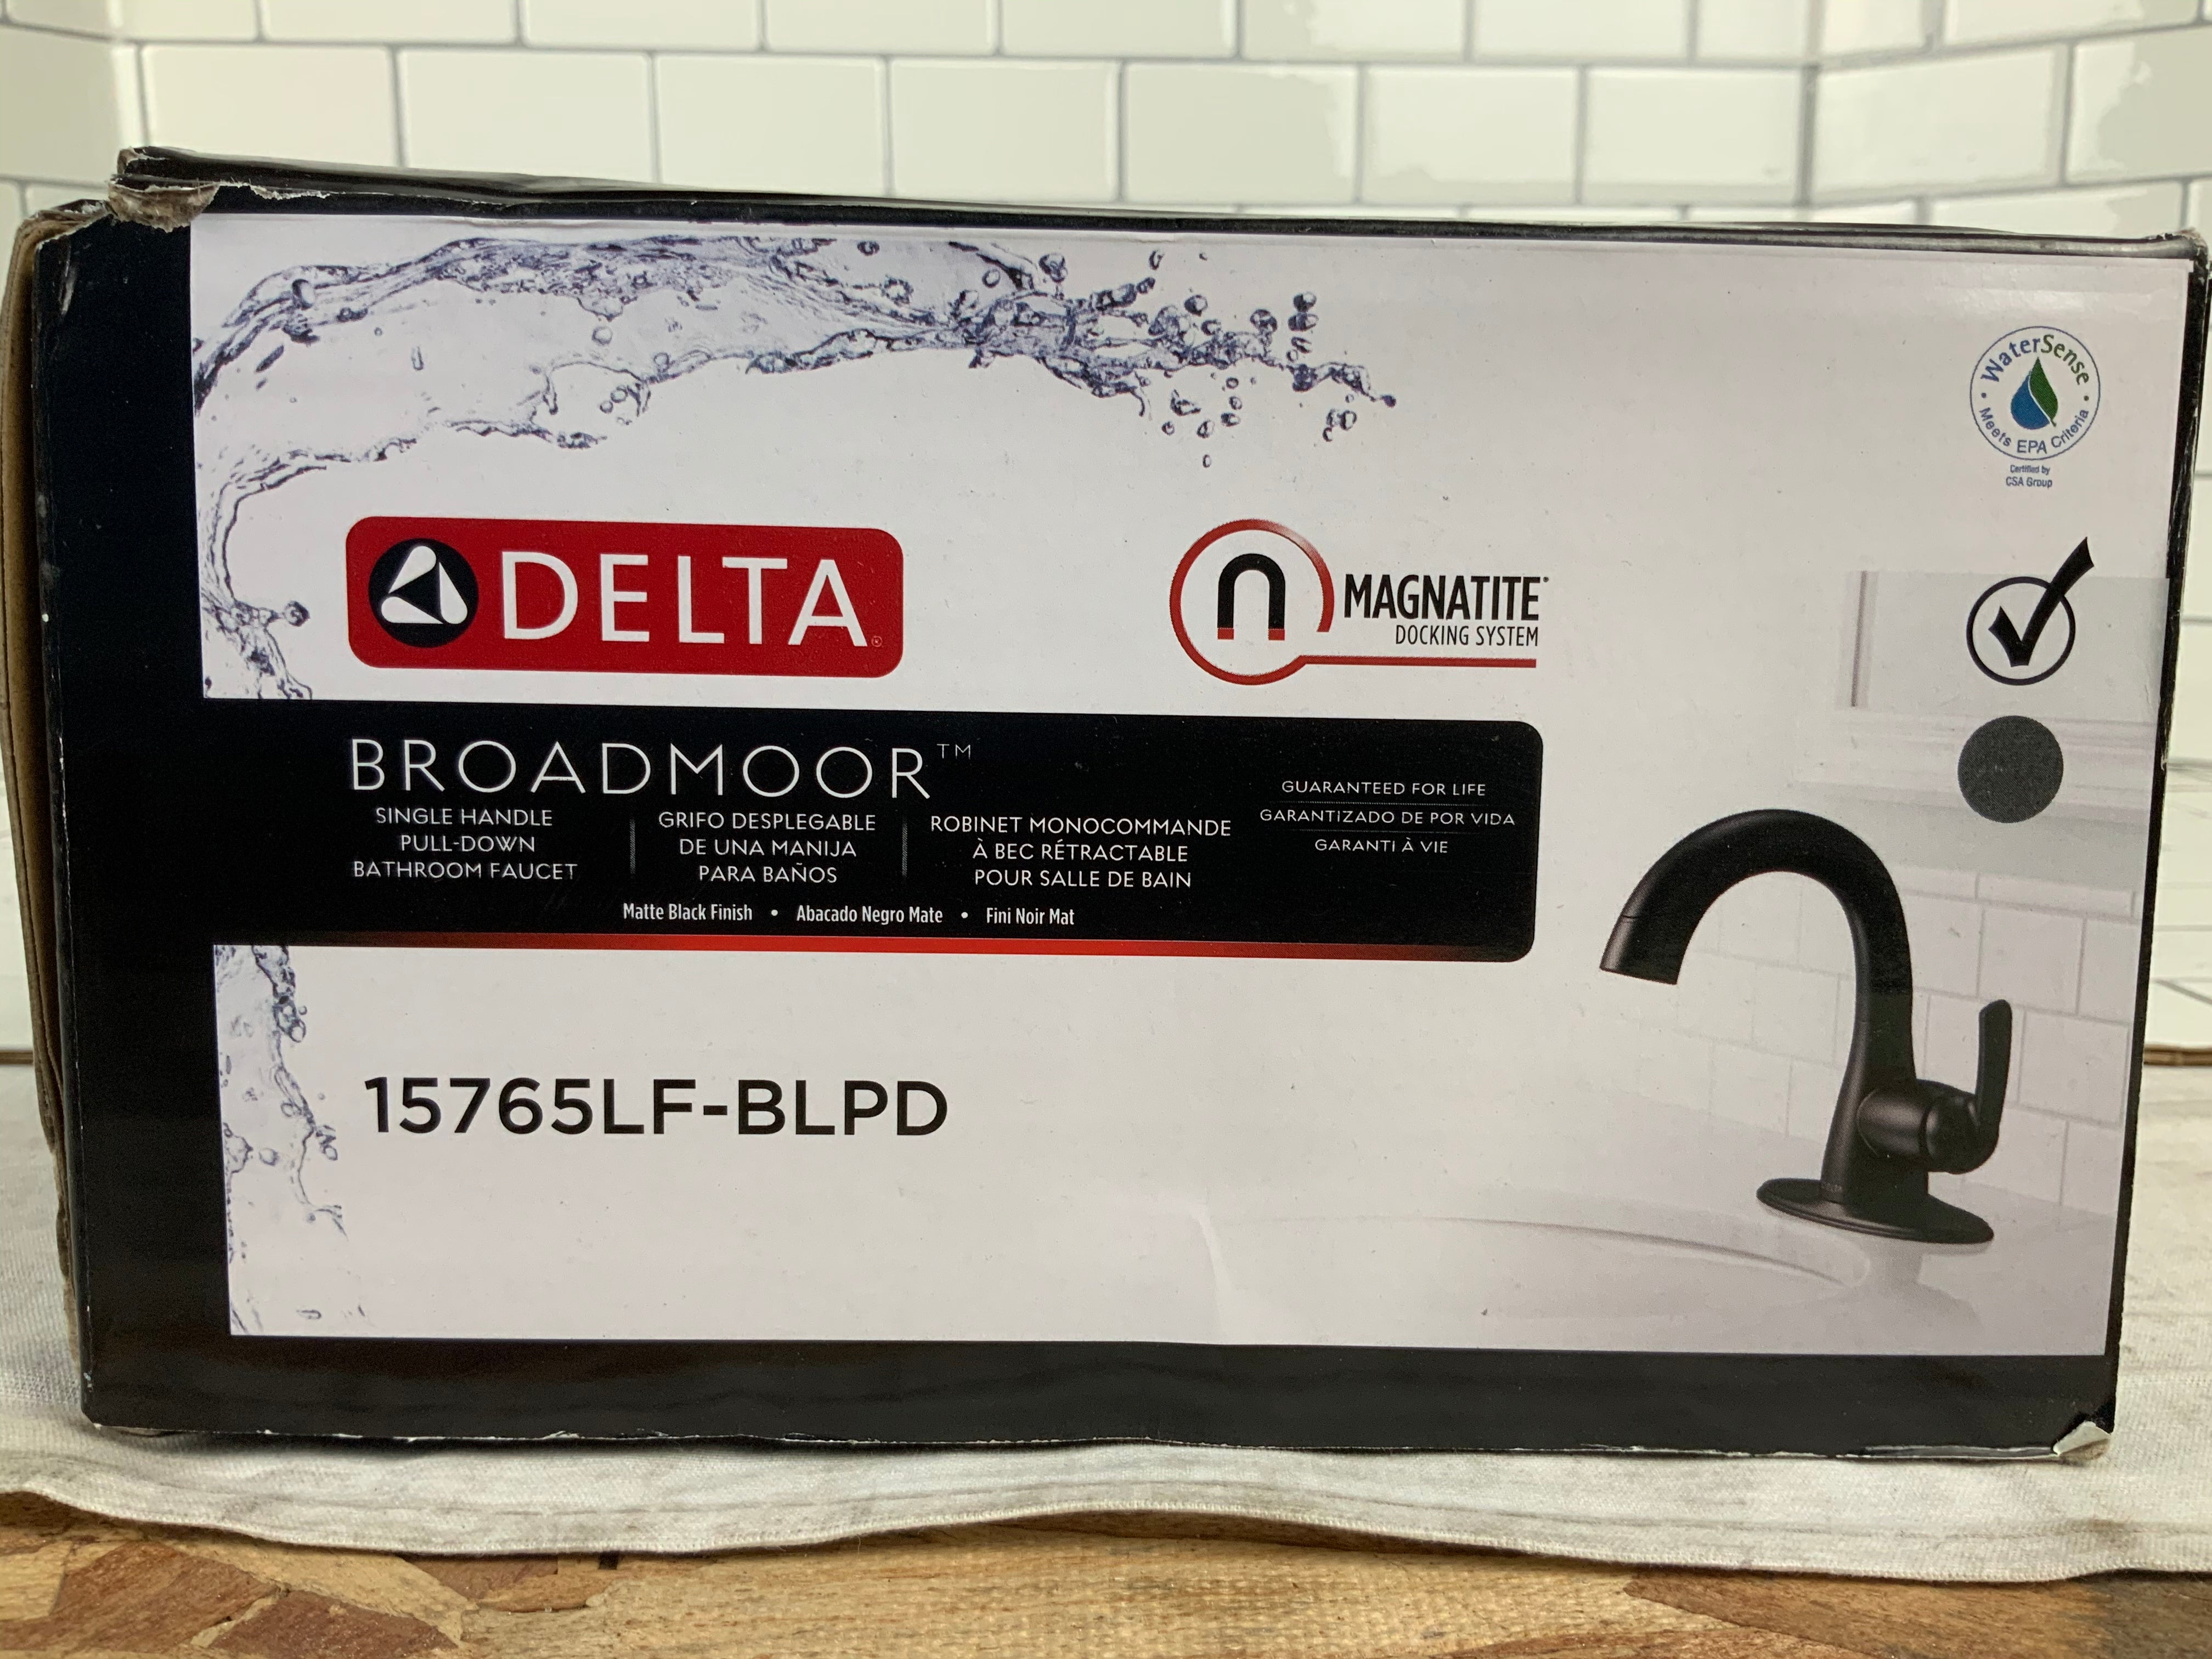 WaterSense
Meets EPA Criteria
Certified by
CSA Group
DELTA®
MAGNATITE®
DOCKING SYSTEM
BROADMOOR™
SINGLE HANDLE
PULL-DOWN
BATHROOM FAUCET
GRIFO DESPLEGABLE
DE UNA MANIJA
PARA BAÑOS
ROBINET MONOCOMMANDE
À BEC RÉTRACTABLE
POUR SALLE DE BAIN
GUARANTEED FOR LIFE
GARANTIZADO DE POR VIDA
GARANTI À VIE
Matte Black Finish • Abacado Negro Mate • Fini Noir Mat
15765LF-BLPD